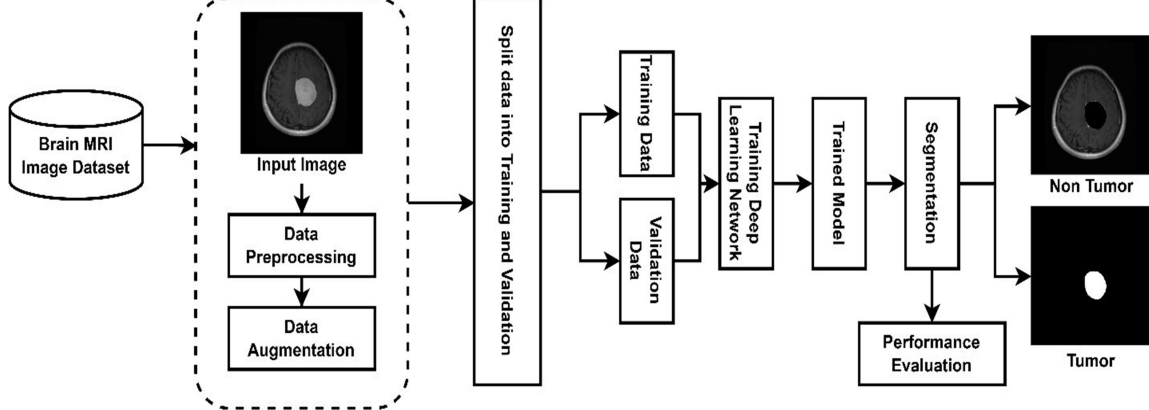 Brain MRI
Image Dataset
Input Image
Data
Preprocessing
Data
Augmentation
Split data into Training and Validation
Training Data
Validation
Data
Training Deep
Learning Network
Trained Model
Segmentation
Performance
Evaluation
Non Tumor
Tumor